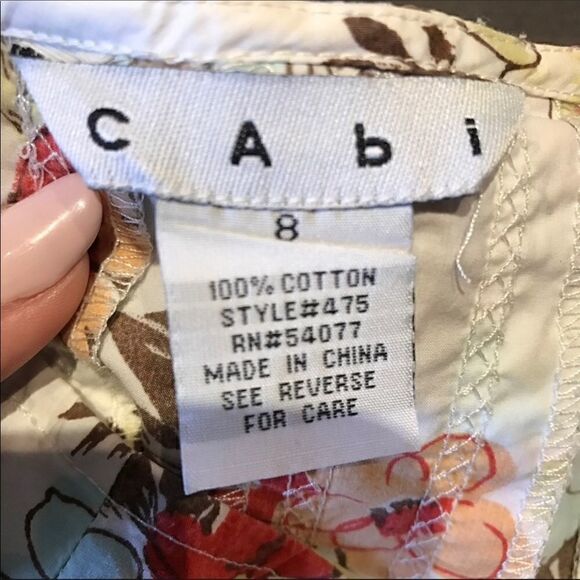 CAbi
8
100% COTTON
STYLE#475
RN#54077
MADE IN CHINA
SEE REVERSE
FOR CARE